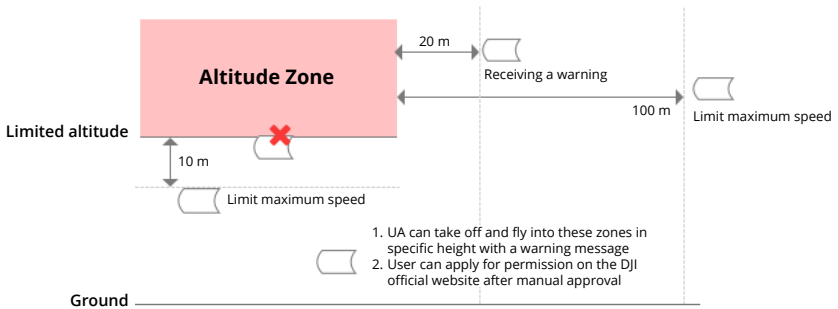 20 m
Altitude Zone
Receiving a warning
100 m
Limit maximum speed
Limited altitude
10 m
Limit maximum speed
1. UA can take off and fly into these zones in
specific height with a warning message
2. User can apply for permission on the DJI
official website after manual approval
Ground